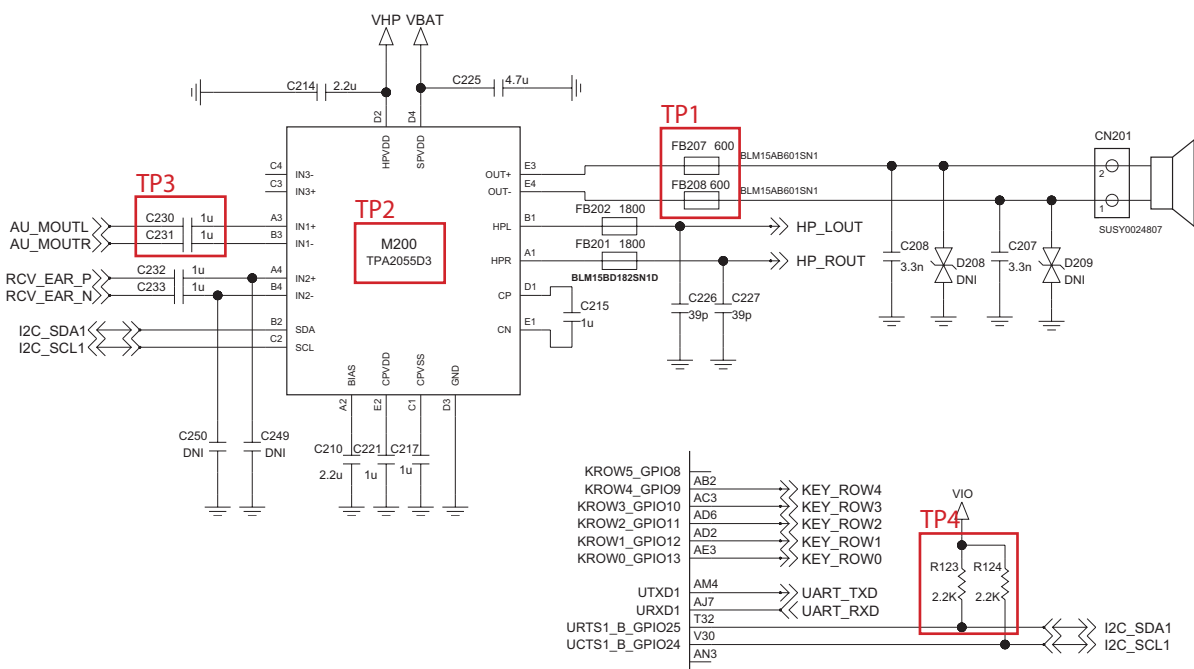 VHP VBAT
C214 2.2u
C225 4.7u
D2 D4
HPVDD SPVDD
TP1
FB207 600
BLM15AB601SN1
FB208 600
BLM15AB601SN1
CN201
2
1
SUSY0024807
TP3
C4 IN3-
C3 IN3+
E3 OUT+
E4 OUT-
TP2
M200
TPA2055D3
C230 1u
C231 1u
AU_MOUTL
AU_MOUTR
A3 IN1+
B3 IN1-
HPL B1
FB202 1800
HP_LOUT
HPR A1
FB201 1800
HP_ROUT
BLM15BD182SN1D
RCV_EAR_P
RCV_EAR_N
C232 1u
C233 1u
A4 IN2+
B4 IN2-
CP D1
CN E1
C215
1u
C226
39p
C227
39p
C208
3.3n
D208
DNI
C207
3.3n
D209
DNI
I2C_SDA1
I2C_SCL1
B2 SDA
C2 SCL
BIAS CPVDD CPVSS GND
A2 E2 C1 D3
C250
DNI
C249
DNI
C210
2.2u
C221
1u
C217
1u
KROW5_GPIO8
KROW4_GPIO9 AB2 KEY_ROW4
KROW3_GPIO10 AC3 KEY_ROW3
KROW2_GPIO11 AD6 KEY_ROW2
KROW1_GPIO12 AD2 KEY_ROW1
KROW0_GPIO13 AE3 KEY_ROW0
UTXD1 AM4 UART_TXD
URXD1 AJ7 UART_RXD
URTS1_B_GPIO25 T32 I2C_SDA1
UCTS1_B_GPIO24 V30 I2C_SCL1
AN3
VIO
TP4
R123 R124
2.2K 2.2K